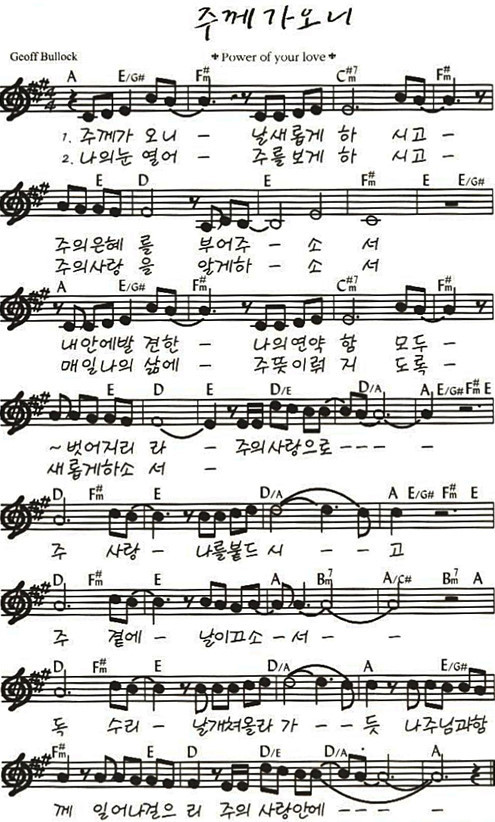 주께가오니
Geoff Bullock
Power of your love
A E/G# F#m C#7 F#m
1. 주께가 오니 – 날새롭게 하 시고 –
2. 나의눈 열어 – 주를보게 하 시고 –
E D E F#m E E/G#
주의은혜 를 부어주 – 소 서
주의사랑 을 알게하 – 소 서
A E/G# F#m C#7m F#m
내안에발 견한 – 나의연약 함 모두 –
매일나의 삶에 – 주뜻이뤄 지 도록 –
E D E D/E D/A A E/G# F#m E
~벗어지리 라 – 주의사랑으로 – – – –
새롭게하소 서 –
D F#m E D/A A E/G# F#m E
주 사랑 – 나를붙드 시 – – 고
D F#m E A Bm7 A/C# Bm7 A
주 곁에 – 날이끄소 – 서 – –
D F#m E D/A A E/G#
독 수리 – 날개쳐올라 가 – – 듯 나주님과함
F#m E D D/E D/A A
께 일어나걸으 리 주의 사랑안에 – – – –